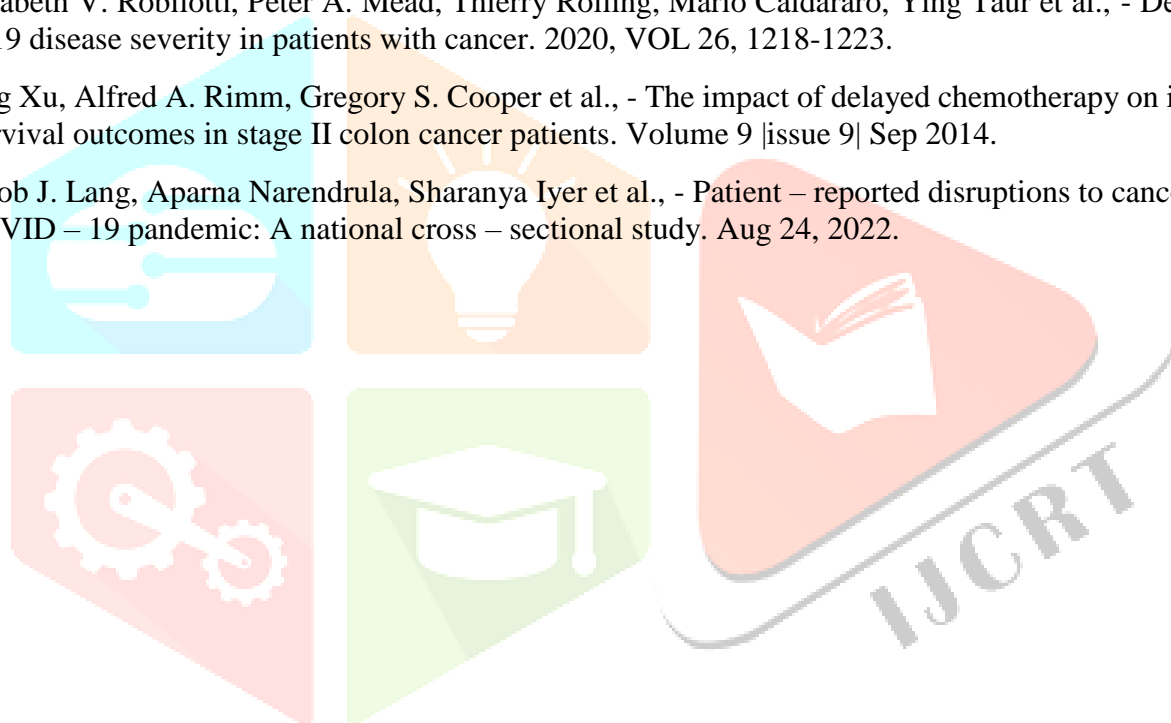 abeth V. Robilotti, Peter A. Mead, Thierry Rolling, Mario Caldararo, Ying Taur et al., - De
19 disease severity in patients with cancer. 2020, VOL 26, 1218-1223.
g Xu, Alfred A. Rimm, Gregory S. Cooper et al., - The impact of delayed chemotherapy on i
rvival outcomes in stage II colon cancer patients. Volume 9 |issue 9| Sep 2014.
ob J. Lang, Aparna Narendrula, Sharanya Iyer et al., - Patient – reported disruptions to cance
VID – 19 pandemic: A national cross – sectional study. Aug 24, 2022.
IJCRT